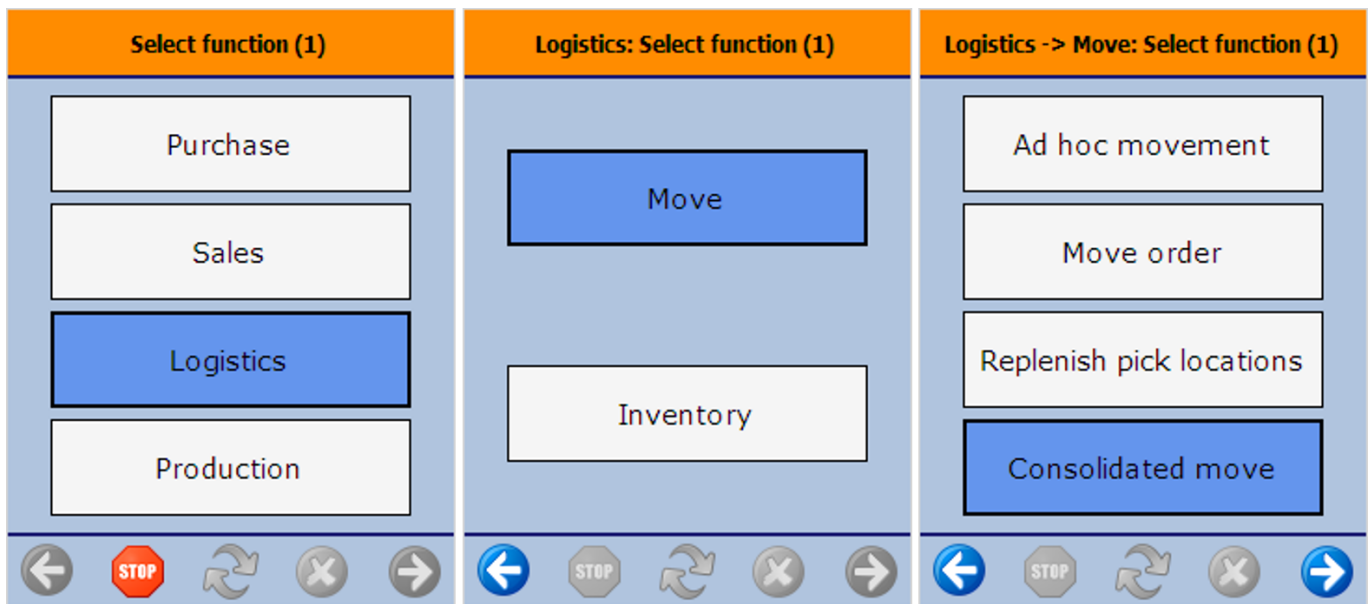 Select function (1)
Purchase
Sales
Logistics
Production
STOP
Logistics: Select function (1)
Move
Inventory
STOP
Logistics -> Move: Select function (1)
Ad hoc movement
Move order
Replenish pick locations
Consolidated move
STOP